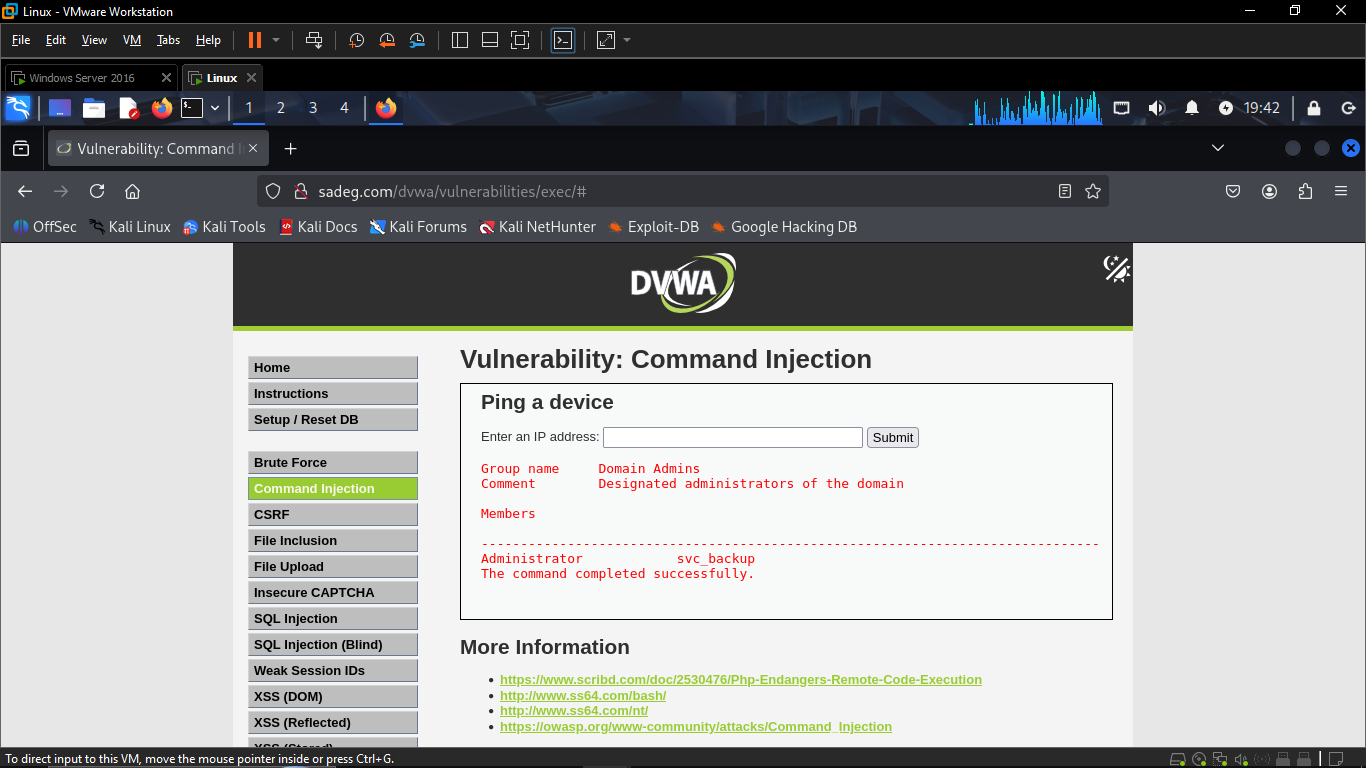 Linux - VMware Workstation
File Edit View VM Tabs Help
Windows Server 2016 Linux
1 2 3 4 19:42
Vulnerability: Command I
sadeg.com/dvwa/vulnerabilities/exec/#
OffSec Kali Linux Kali Tools Kali Docs Kali Forums Kali NetHunter Exploit-DB Google Hacking DB
DVWA
Home
Instructions
Setup / Reset DB
Brute Force
Command Injection
CSRF
File Inclusion
File Upload
Insecure CAPTCHA
SQL Injection
SQL Injection (Blind)
Weak Session IDs
XSS (DOM)
XSS (Reflected)
XSS (Stored)
Vulnerability: Command Injection
Ping a device
Enter an IP address: Submit
Group name Domain Admins
Comment Designated administrators of the domain
Members
-------------------------------------------------------------------------------
Administrator svc_backup
The command completed successfully.
More Information
https://www.scribd.com/doc/2530476/Php-Endangers-Remote-Code-Execution
http://www.ss64.com/bash/
http://www.ss64.com/nt/
https://owasp.org/www-community/attacks/Command_Injection
To direct input to this VM, move the mouse pointer inside or press Ctrl+G.